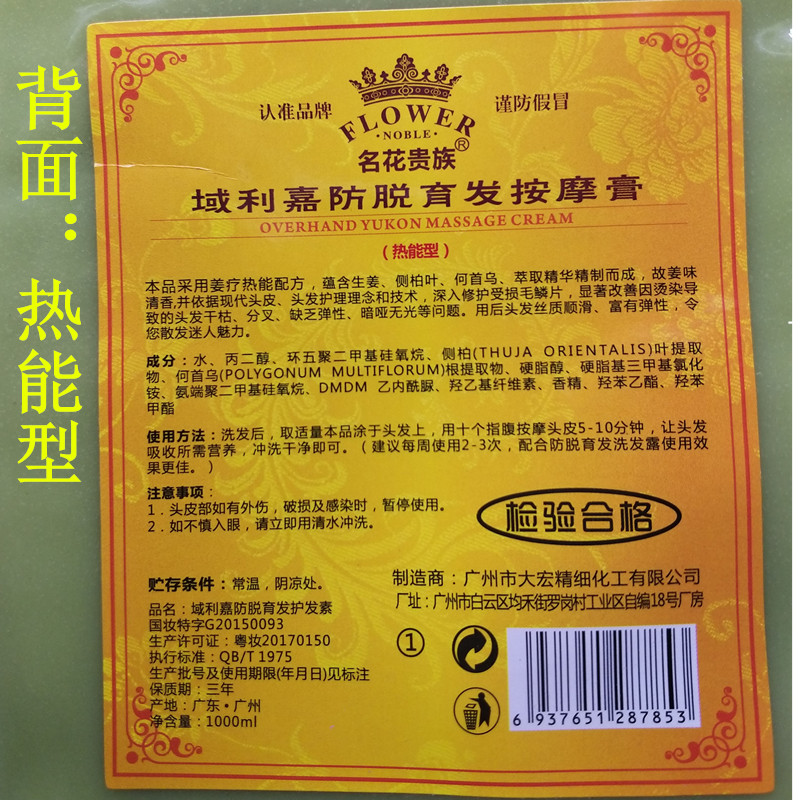 背面：热能型
认准品牌
谨防假冒
FLOWER
·NOBLE·
名花贵族®
域利嘉防脱育发按摩膏
OVERHAND YUKON MASSAGE CREAM
（热能型）
本品采用姜疗热能配方，蕴含生姜、侧柏叶、何首乌、萃取精华精制而成，故姜味
清香,并依据现代头皮、头发护理理念和技术，深入修护受损毛鳞片，显著改善因烫染导
致的头发干枯、分叉、缺乏弹性、暗哑无光等问题。用后头发丝质顺滑、富有弹性，令
您散发迷人魅力。
成分：水、丙二醇、环五聚二甲基硅氧烷、侧柏(THUJA ORIENTALIS)叶提取
物、何首乌(POLYGONUM MULTIFLORUM)根提取物、硬脂醇、硬脂基三甲基氯化
铵、氨端聚二甲基硅氧烷、DMDM 乙内酰脲、羟乙基纤维素、香精、羟苯乙酯、羟苯
甲酯
使用方法：洗发后，取适量本品涂于头发上，用十个指腹按摩头皮5-10分钟，让头发
吸收所需营养，冲洗干净即可。（建议每周使用2-3次，配合防脱育发洗发露使用效
果更佳。）
注意事项：
1．头皮部如有外伤，破损及感染时，暂停使用。
2．如不慎入眼，请立即用清水冲洗。
检验合格
贮存条件：常温，阴凉处。
品名：域利嘉防脱育发护发素
国妆特字G20150093
生产许可证：粤妆20170150
执行标准：QB/T 1975
生产批号及使用期限(年月日)见标注
保质期：三年
产地：广东·广州
净含量：1000ml
制造商：广州市大宏精细化工有限公司
厂址：广州市白云区均禾街罗岗村工业区自编18号厂房
①
6 937651 287853